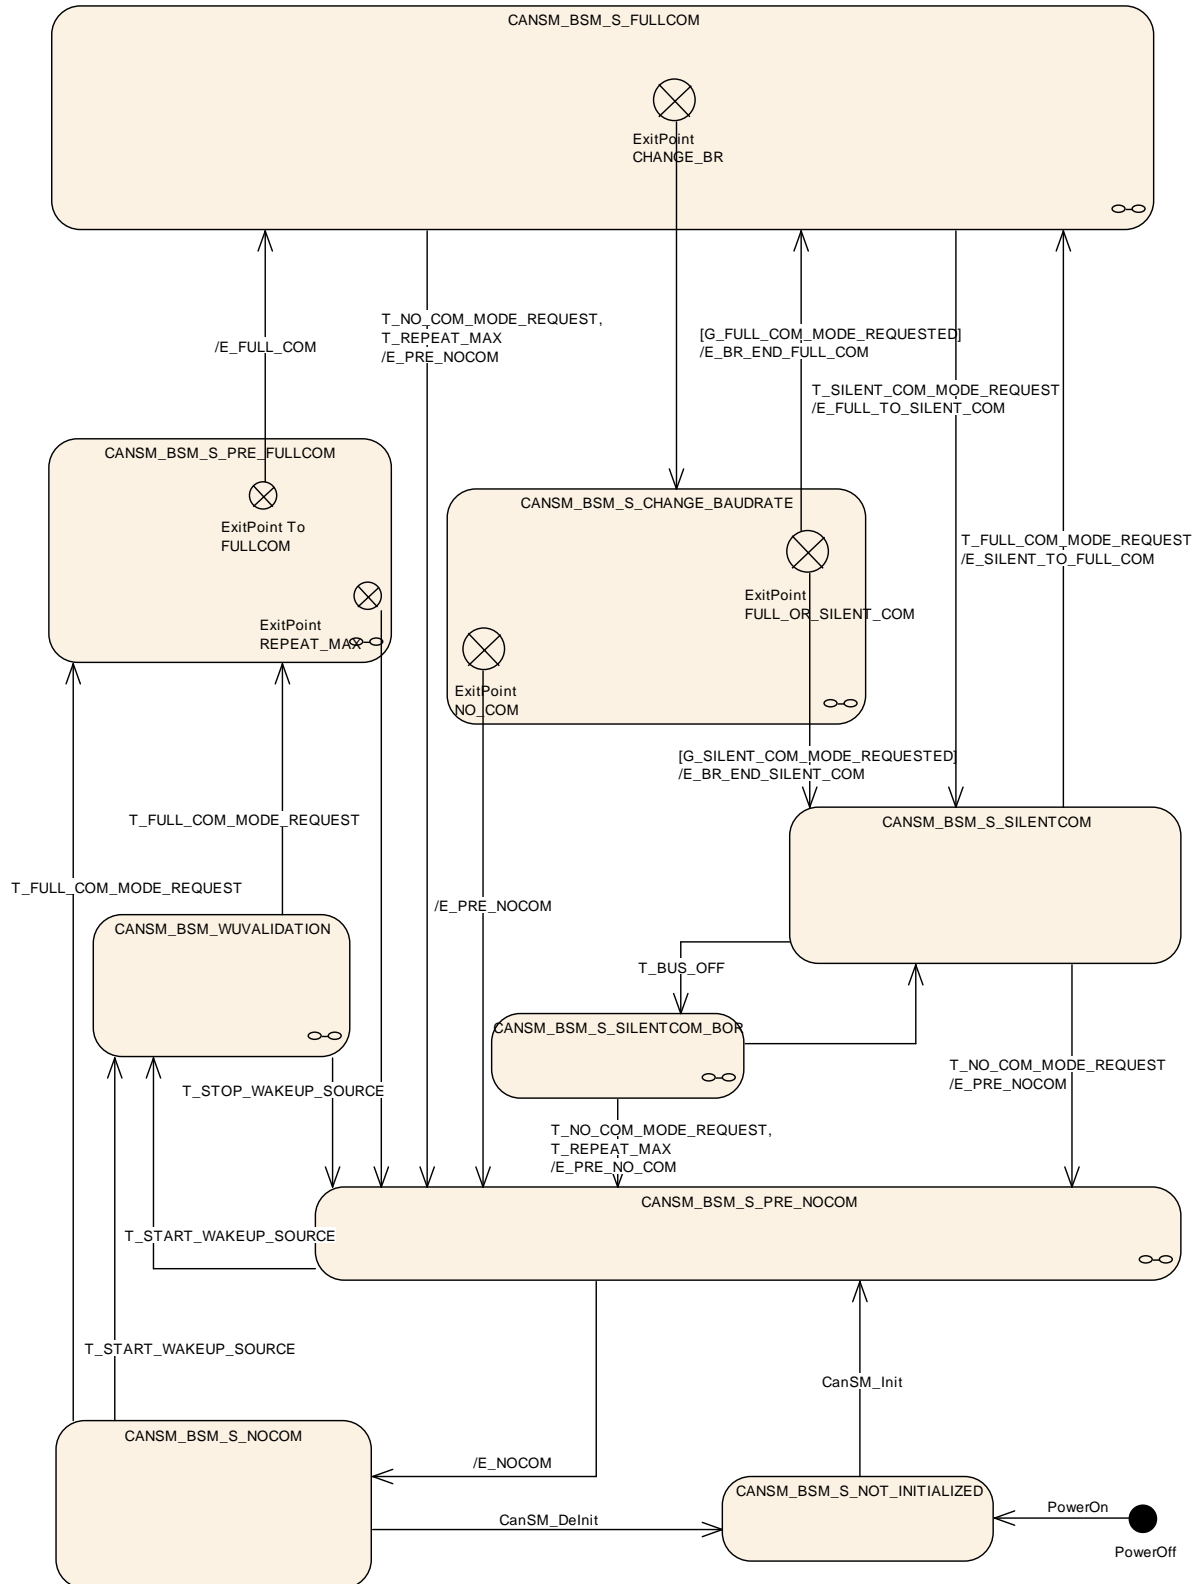 CANSM_BSM_S_FULLCOM
ExitPoint
CHANGE_BR
T_NO_COM_MODE_REQUEST,
T_REPEAT_MAX
/E_PRE_NOCOM
/E_FULL_COM
[G_FULL_COM_MODE_REQUESTED]
/E_BR_END_FULL_COM
T_SILENT_COM_MODE_REQUEST
/E_FULL_TO_SILENT_COM
CANSM_BSM_S_PRE_FULLCOM
ExitPoint To
FULLCOM
ExitPoint
REPEAT_MAX
CANSM_BSM_S_CHANGE_BAUDRATE
ExitPoint
FULL_OR_SILENT_COM
ExitPoint
NO_COM
T_FULL_COM_MODE_REQUEST
/E_SILENT_TO_FULL_COM
[G_SILENT_COM_MODE_REQUESTED]
/E_BR_END_SILENT_COM
T_FULL_COM_MODE_REQUEST
CANSM_BSM_S_SILENTCOM
T_FULL_COM_MODE_REQUEST
/E_PRE_NOCOM
CANSM_BSM_WUVALIDATION
T_BUS_OFF
CANSM_BSM_S_SILENTCOM_BOR
T_NO_COM_MODE_REQUEST
/E_PRE_NOCOM
T_STOP_WAKEUP_SOURCE
T_NO_COM_MODE_REQUEST,
T_REPEAT_MAX
/E_PRE_NO_COM
CANSM_BSM_S_PRE_NOCOM
T_START_WAKEUP_SOURCE
T_START_WAKEUP_SOURCE
CanSM_Init
CANSM_BSM_S_NOCOM
/E_NOCOM
CANSM_BSM_S_NOT_INITIALIZED
CanSM_DeInit
PowerOn
PowerOff